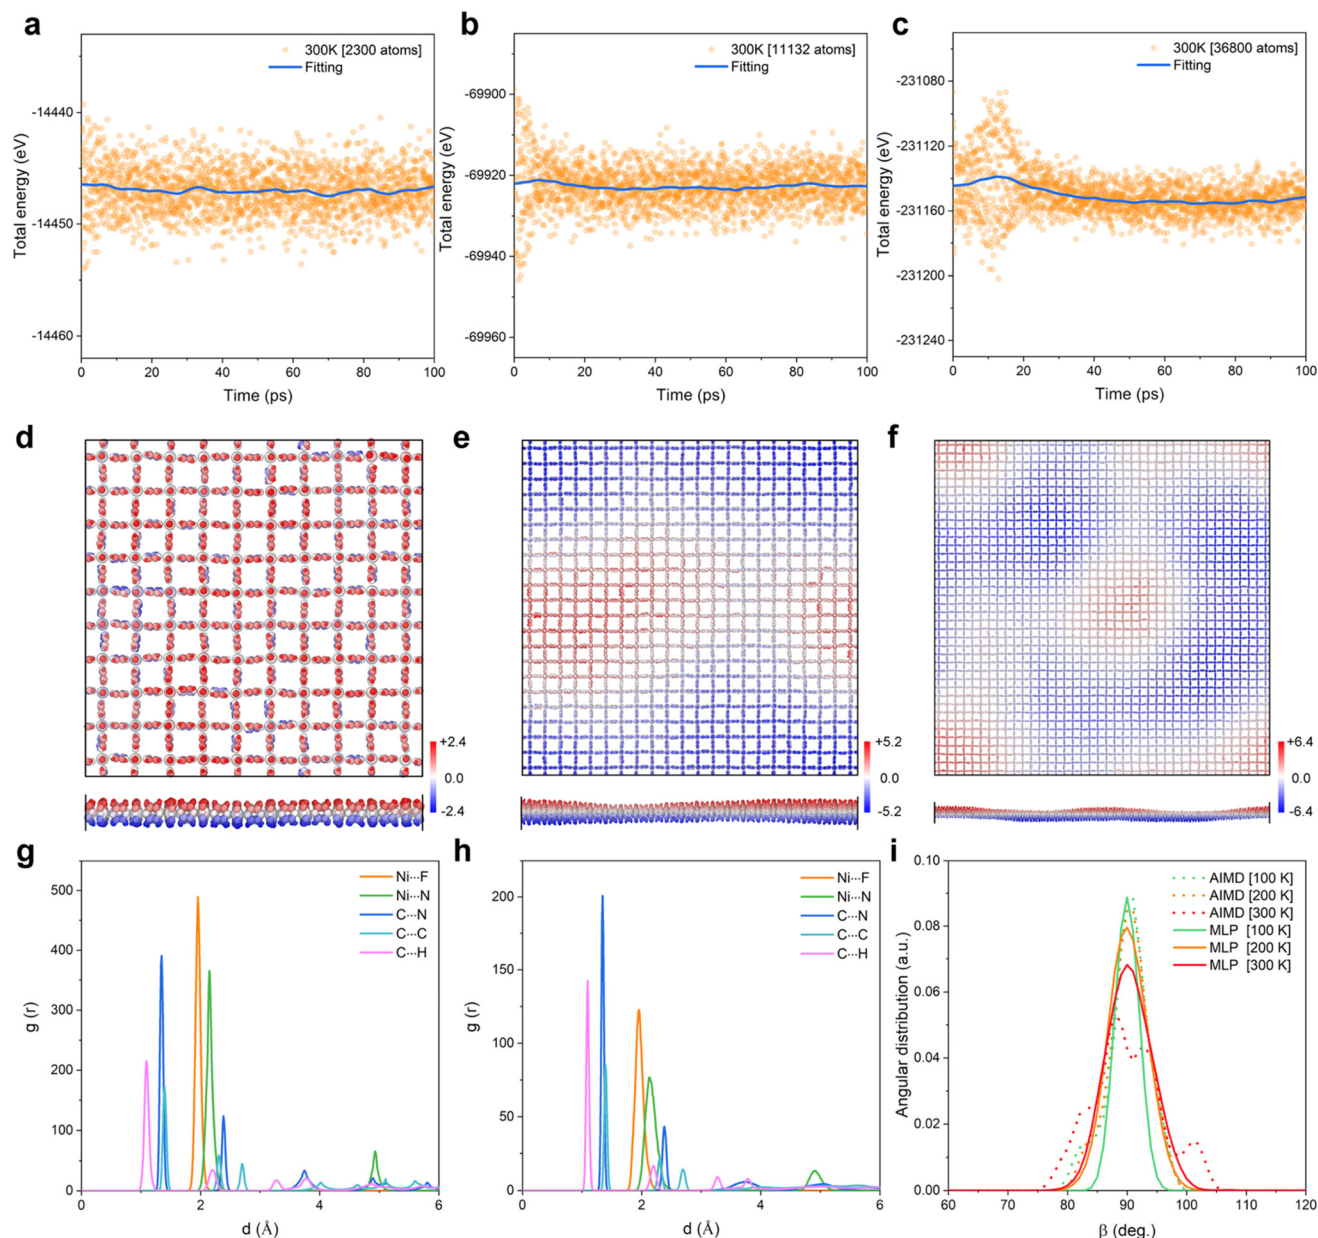 a
300K [2300 atoms]
Fitting
Total energy (eV)
-14440
-14450
-14460
0 20 40 60 80 100
Time (ps)
b
300K [11132 atoms]
Fitting
Total energy (eV)
-69900
-69920
-69940
-69960
0 20 40 60 80 100
Time (ps)
c
300K [36800 atoms]
Fitting
Total energy (eV)
-231080
-231120
-231160
-231200
-231240
0 20 40 60 80 100
Time (ps)
d
+2.4
0.0
-2.4
e
+5.2
0.0
-5.2
f
+6.4
0.0
-6.4
g
Ni···F
Ni···N
C···N
C···C
C···H
g (r)
500
400
300
200
100
0
0 2 4 6
d (Å)
h
Ni···F
Ni···N
C···N
C···C
C···H
g (r)
200
150
100
50
0
0 2 4 6
d (Å)
i
AIMD [100 K]
AIMD [200 K]
AIMD [300 K]
MLP [100 K]
MLP [200 K]
MLP [300 K]
Angular distribution (a.u.)
0.10
0.08
0.06
0.04
0.02
0.00
60 70 80 90 100 110 120
β (deg.)